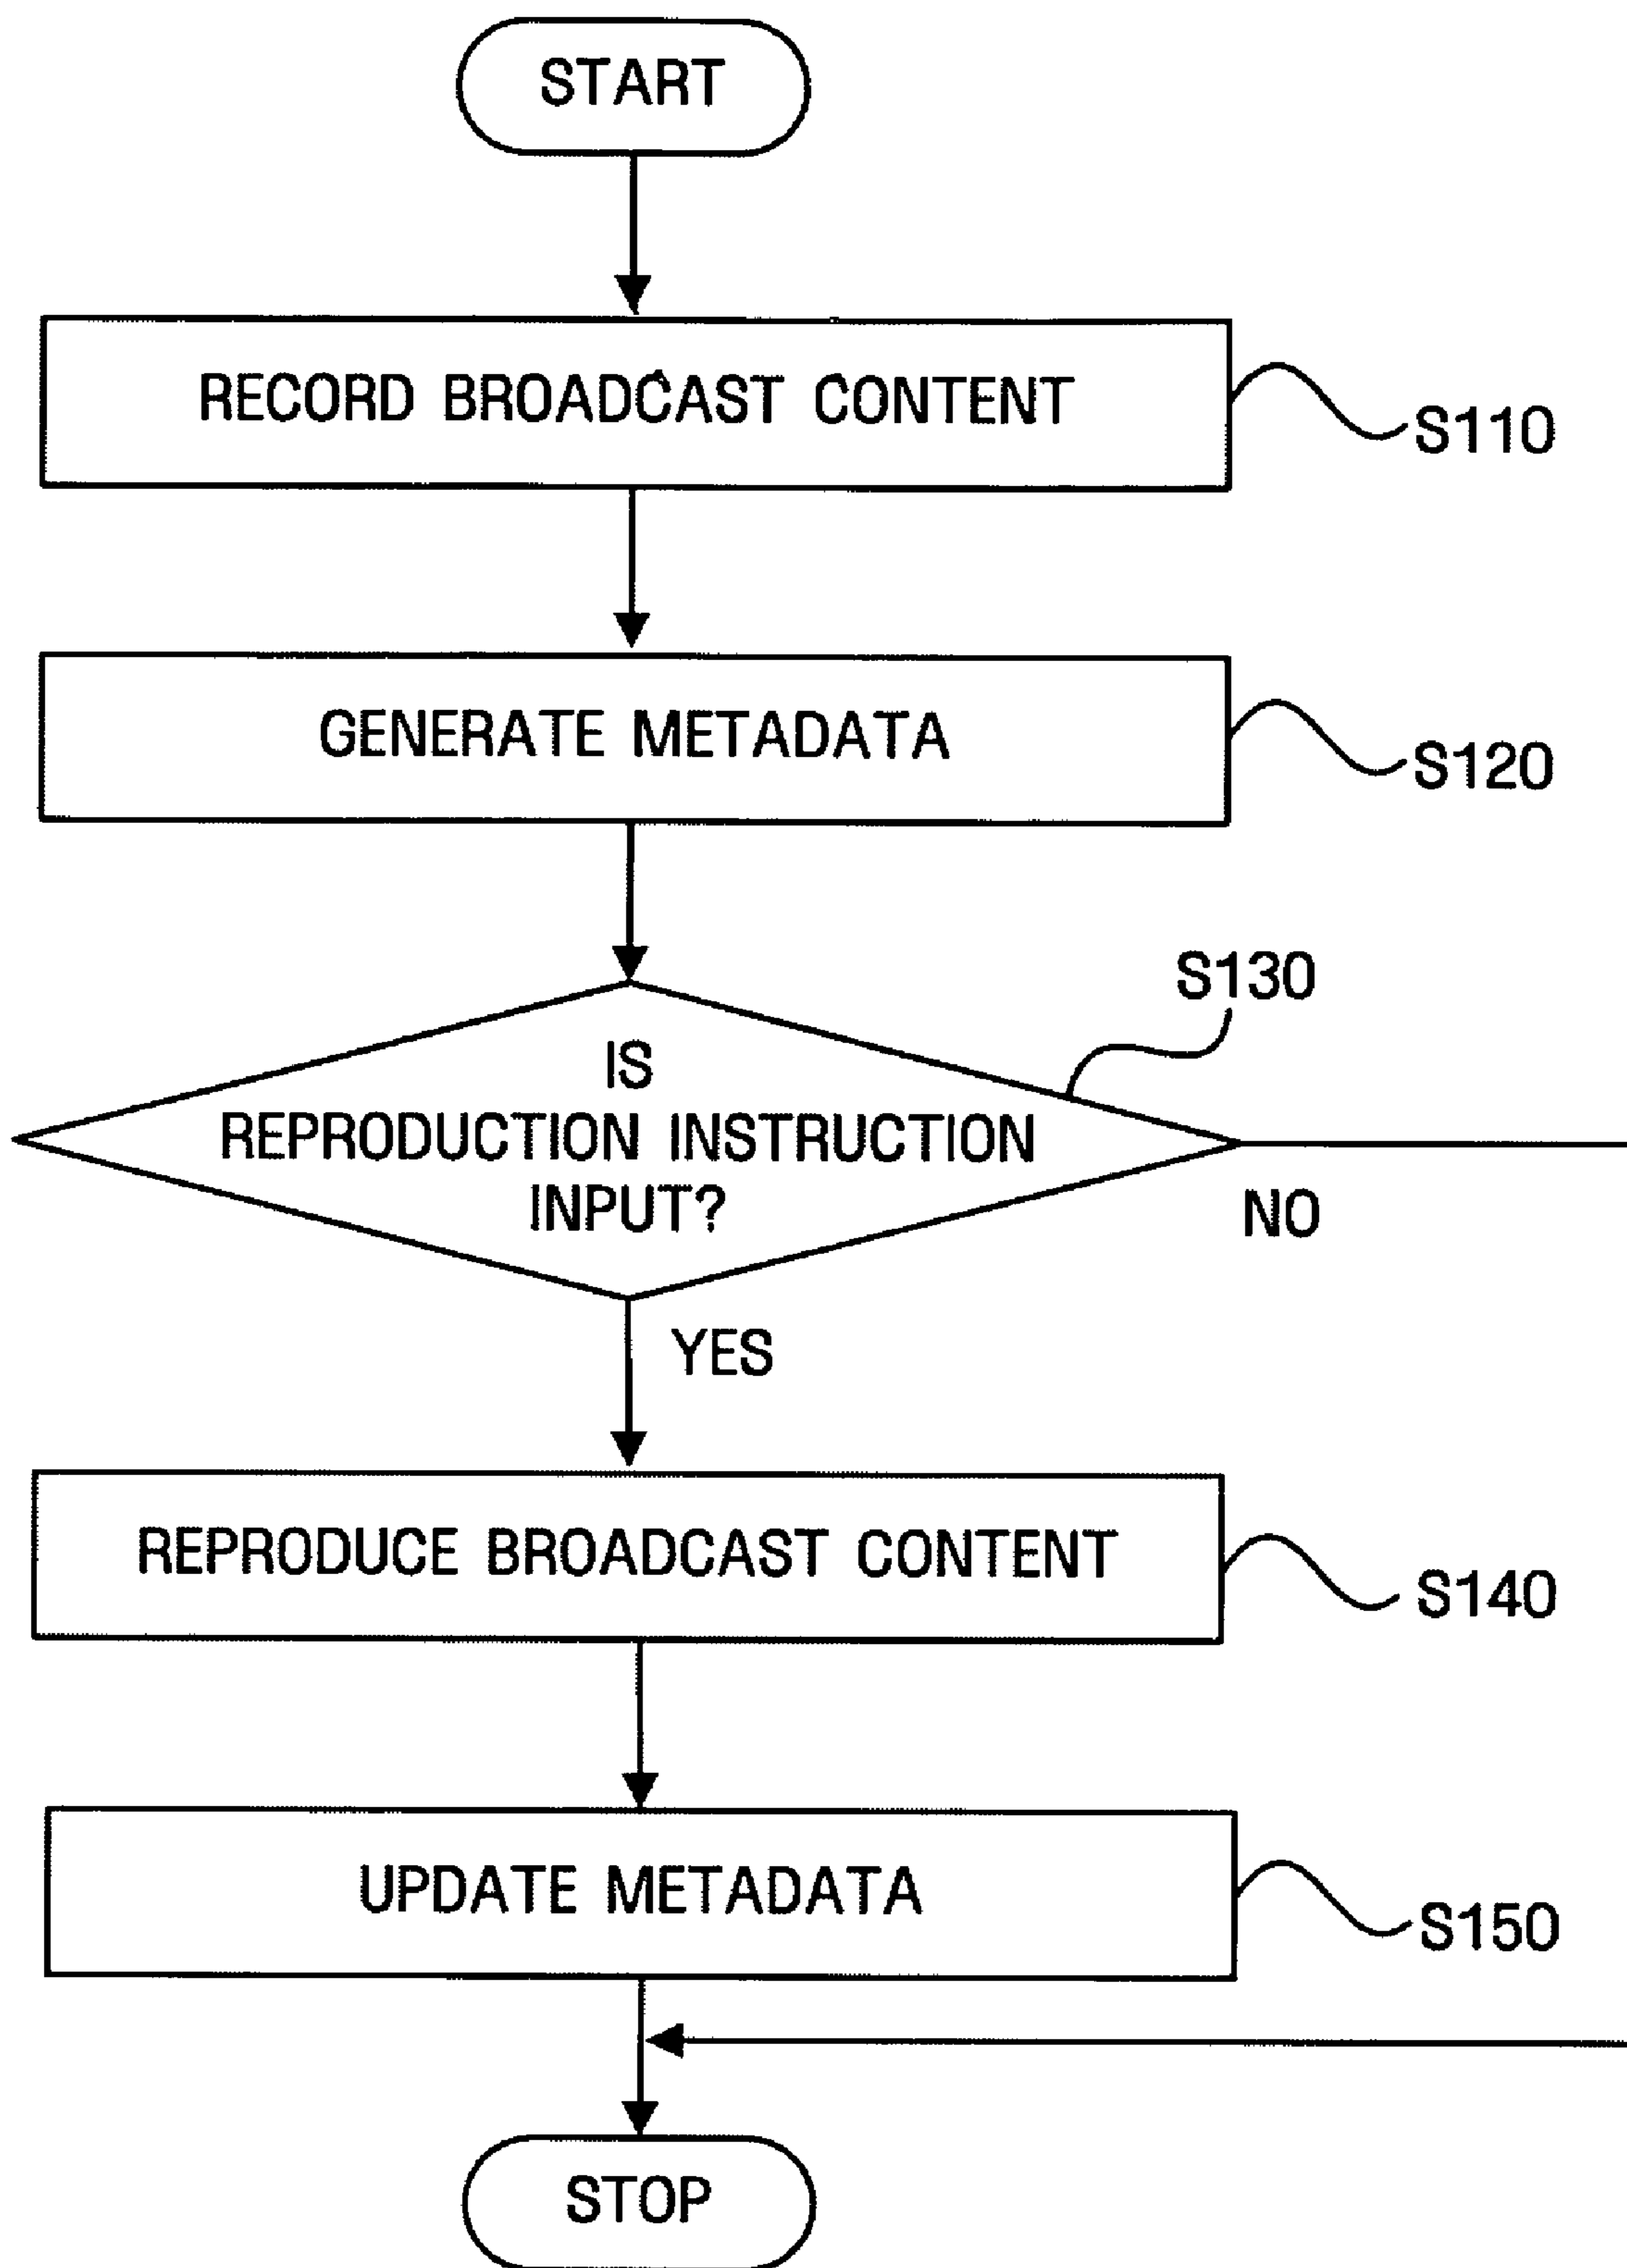 START
RECORD BROADCAST CONTENT
S110
GENERATE METADATA
S120
S130
IS
REPRODUCTION INSTRUCTION
INPUT?
NO
YES
REPRODUCE BROADCAST CONTENT
S140
UPDATE METADATA
S150
STOP